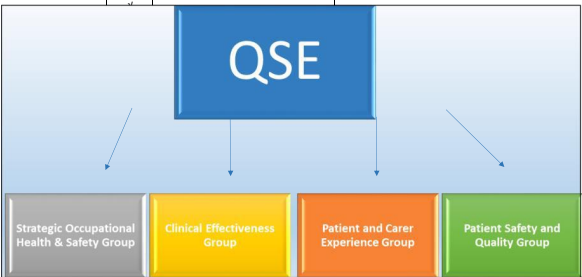 QSE
Strategic Occupational
Health & Safety Group
Clinical Effectiveness
Group
Patient and Carer
Experience Group
Patient Safety and
Quality Group